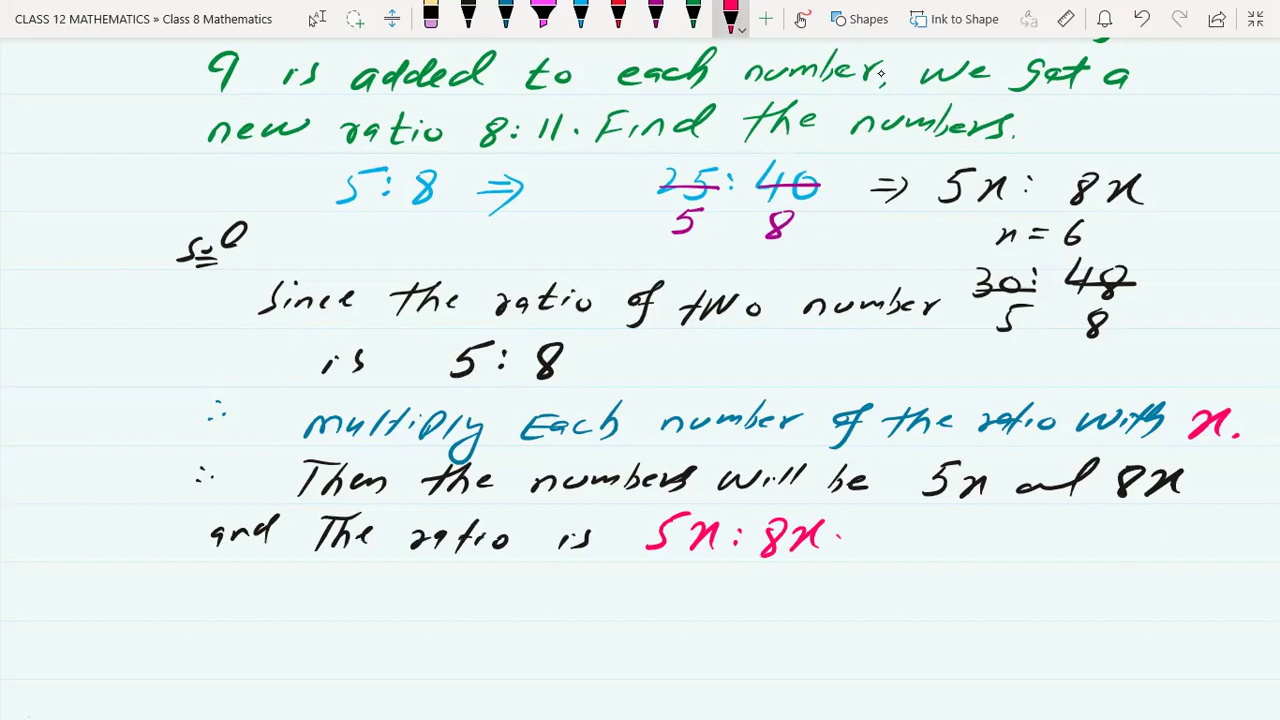 CLASS 12 MATHEMATICS » Class 8 Mathematics
Shapes
Ink to Shape
9 is added to each number, we get a
new ratio 8:11. Find the numbers.
5:8 ⇒ 25:40 ⇒ 5x: 8x
5 8
x = 6
Sol
30: 48
Since the ratio of two number
5 8
is 5:8
∴ multiply Each number of the ratio with x.
∴ Then the numbers will be 5x and 8x
and The ratio is 5x:8x.